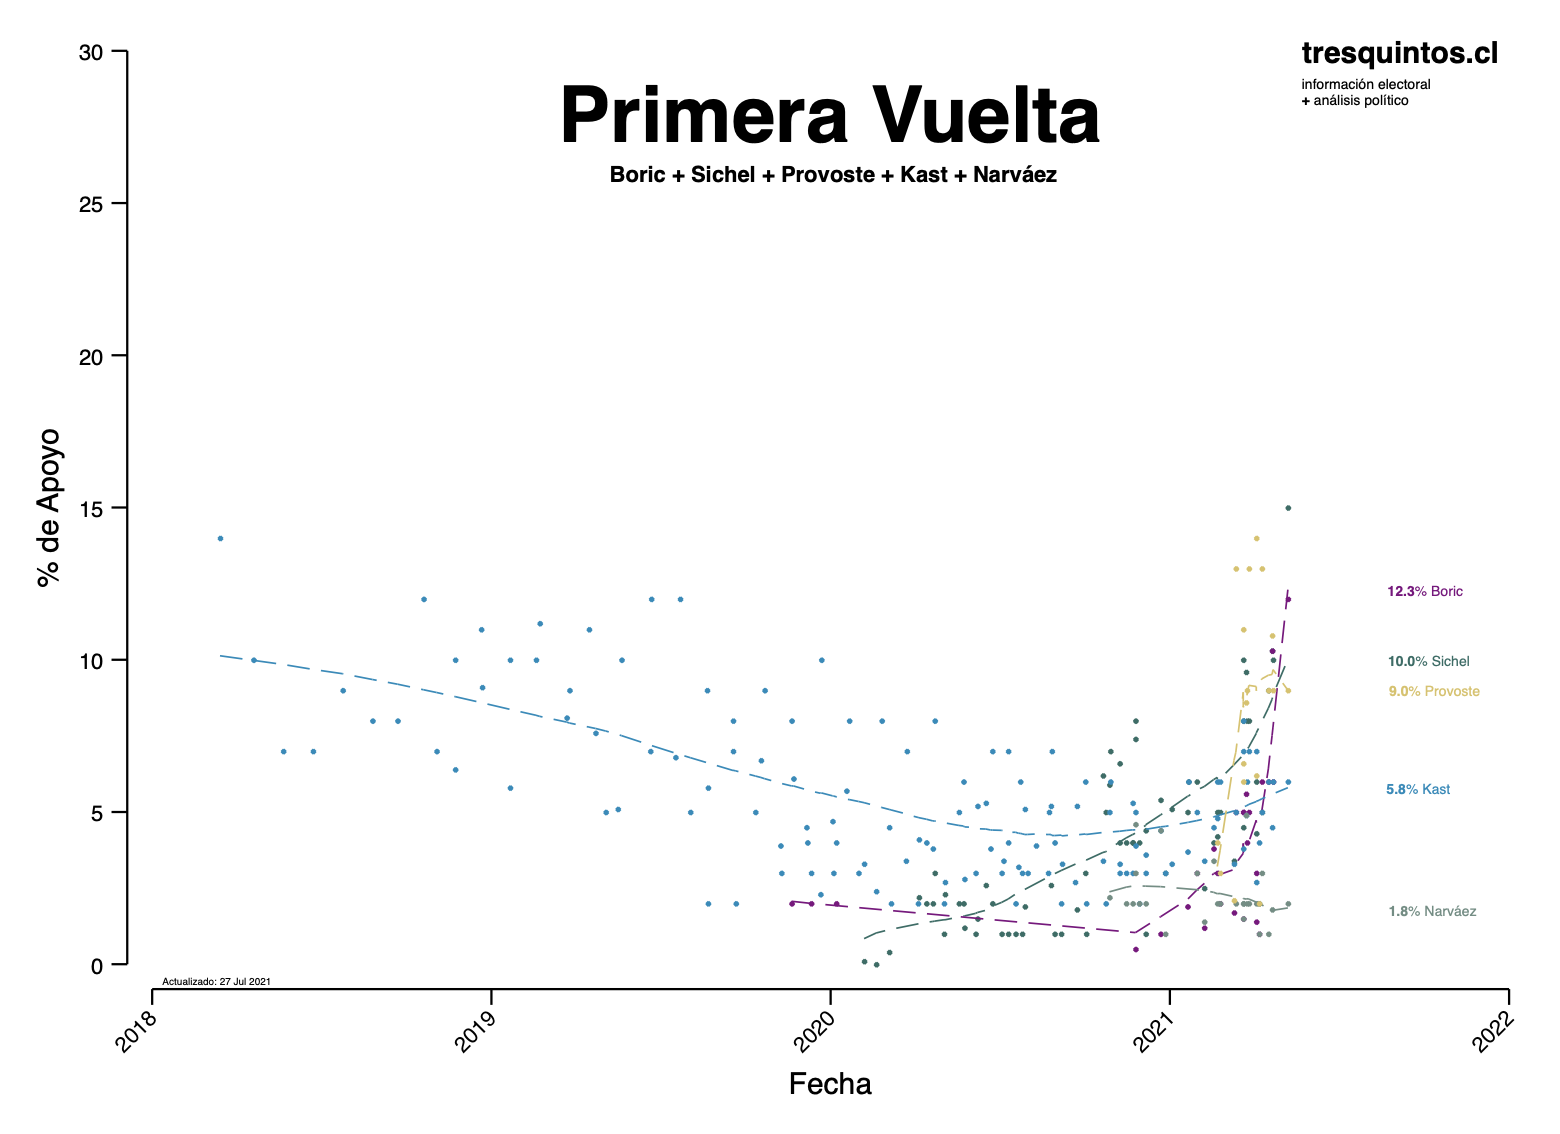 tresquintos.cl
información electoral
+ análisis político
Primera Vuelta
Boric + Sichel + Provoste + Kast + Narváez
% de Apoyo
30
25
20
15
10
5
0
12.3% Boric
10.0% Sichel
9.0% Provoste
5.8% Kast
1.8% Narváez
Actualizado: 27 Jul 2021
2018
2019
2020
2021
2022
Fecha